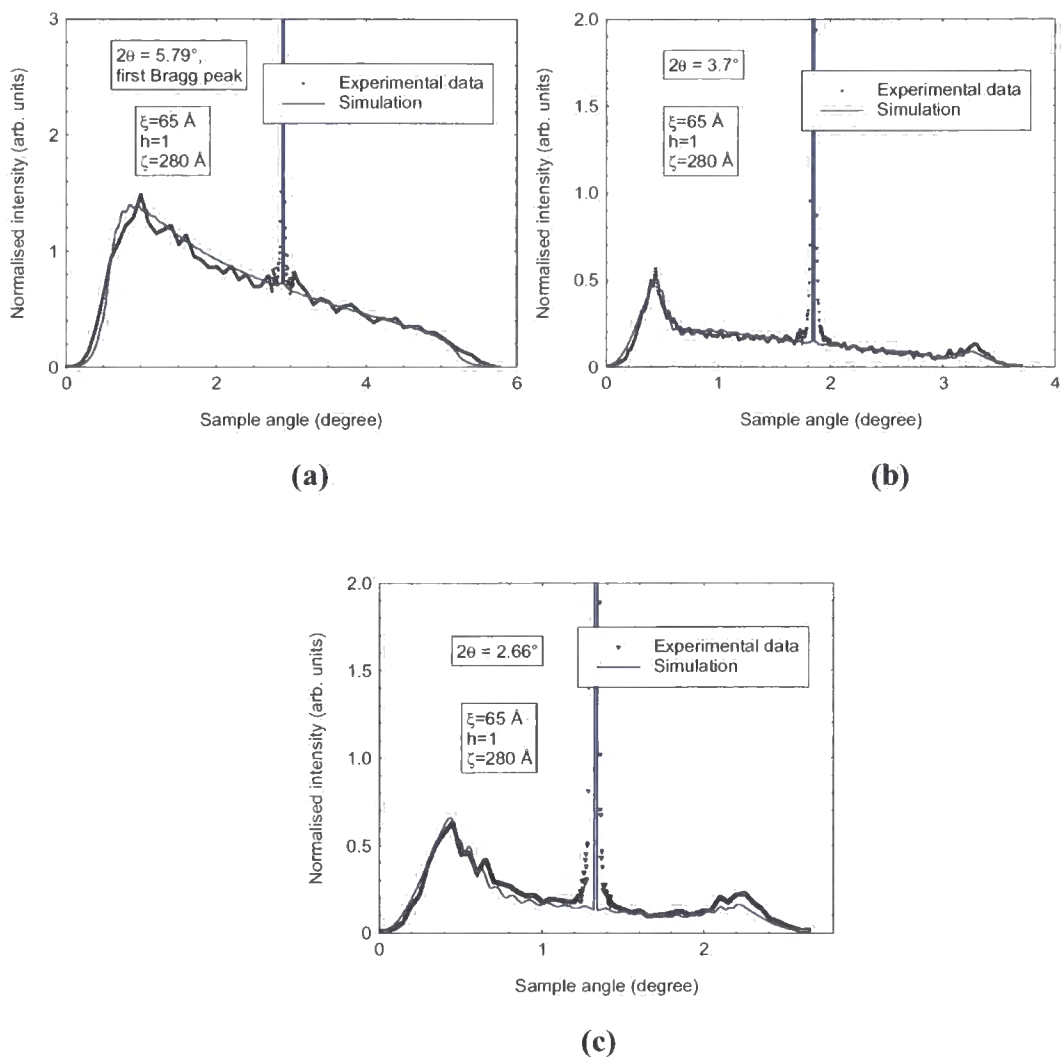 3
2
1
0
Normalised intensity (arb. units)
2θ = 5.79°,
first Bragg peak
Experimental data
Simulation
ξ=65 Å
h=1
ζ=280 Å
0
2
4
6
Sample angle (degree)
(a)
2.0
1.5
1.0
0.5
0
Normalised intensity (arb. units)
2θ = 3.7°
Experimental data
Simulation
ξ=65 Å
h=1
ζ=280 Å
0
1
2
3
4
Sample angle (degree)
(b)
2.0
1.5
1.0
0.5
0
Normalised intensity (arb. units)
2θ = 2.66°
Experimental data
Simulation
ξ=65 Å
h=1
ζ=280 Å
0
1
2
Sample angle (degree)
(c)